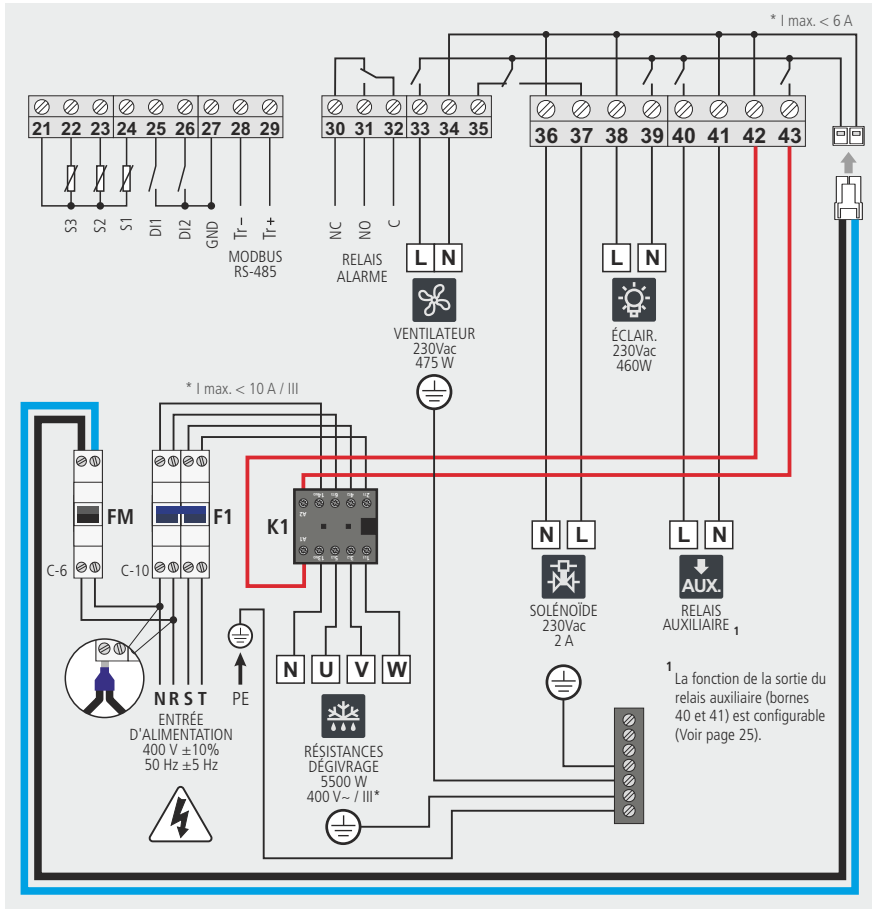 * I max. < 6 A
21 22 23 24 25 26 27 28 29
30 31 32 33 34 35
36 37 38 39 40 41 42 43
S3
S2
S1
DI1
DI2
GND
Tr −
Tr +
MODBUS
RS-485
NC
NO
C
RELAIS
ALARME
L N
VENTILATEUR
230Vac
475 W
L N
ÉCLAIR.
230Vac
460W
* I max. < 10 A / III
FM
C-6
F1
C-10
K1
A2
A1
N R S T
ENTRÉE
D'ALIMENTATION
400 V ±10%
50 Hz ±5 Hz
PE
N U V W
RÉSISTANCES
DÉGIVRAGE
5500 W
400 V~ / III*
N L
SOLÉNOÏDE
230Vac
2 A
L N
AUX.
RELAIS
AUXILIAIRE 1
1 La fonction de la sortie du
relais auxiliaire (bornes
40 et 41) est configurable
(Voir page 25).